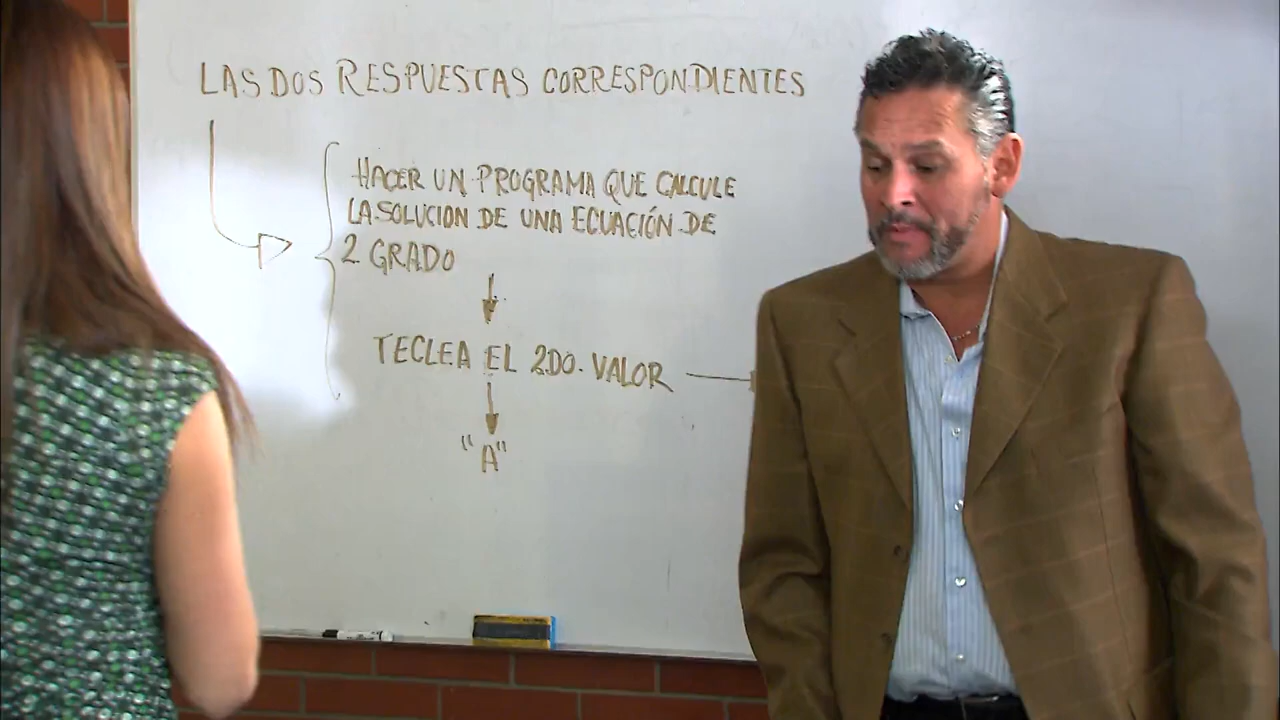 LAS DOS RESPUESTAS CORRESPONDIENTES
HACER UN PROGRAMA QUE CALCULE
LA SOLUCION DE UNA ECUACIÓN DE
2 GRADO
TECLEA EL 2DO. VALOR
"A"